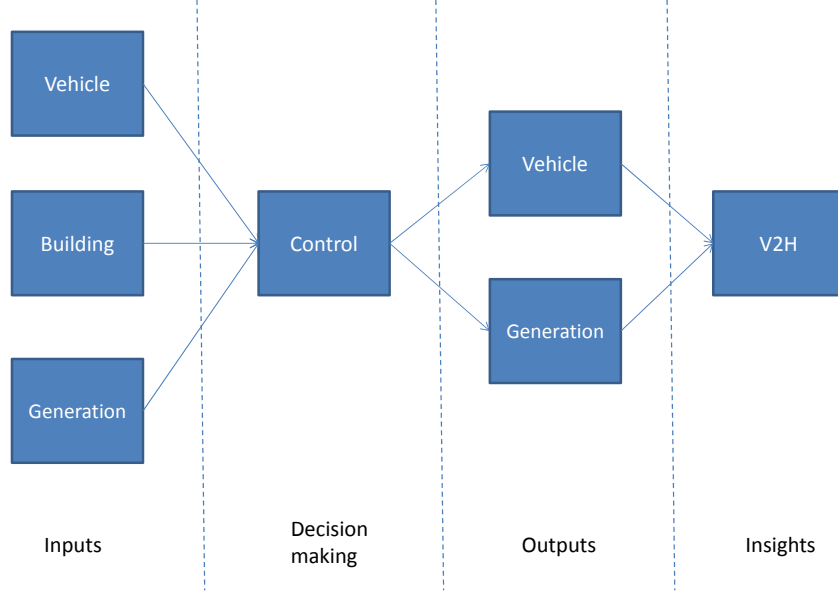 Vehicle
Building
Generation
Control
Vehicle
Generation
V2H
Inputs
Decision
making
Outputs
Insights